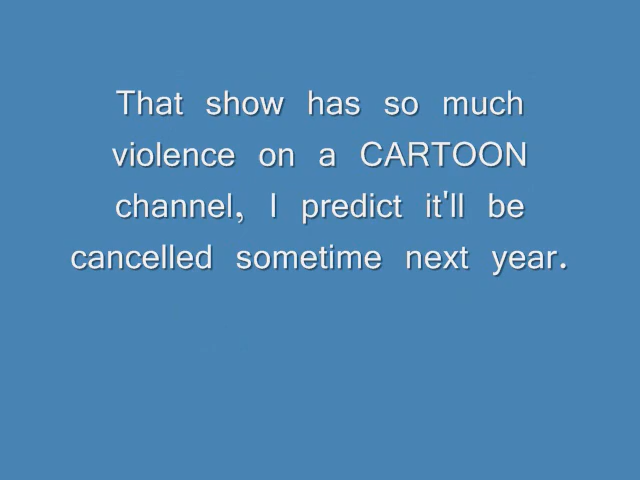 That show has so much
violence on a CARTOON
channel, I predict it'll be
cancelled sometime next year.